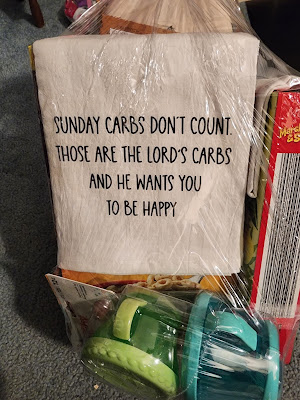 SUNDAY CARBS DON'T COUNT.
THOSE ARE THE LORD'S CARBS
AND HE WANTS YOU
TO BE HAPPY